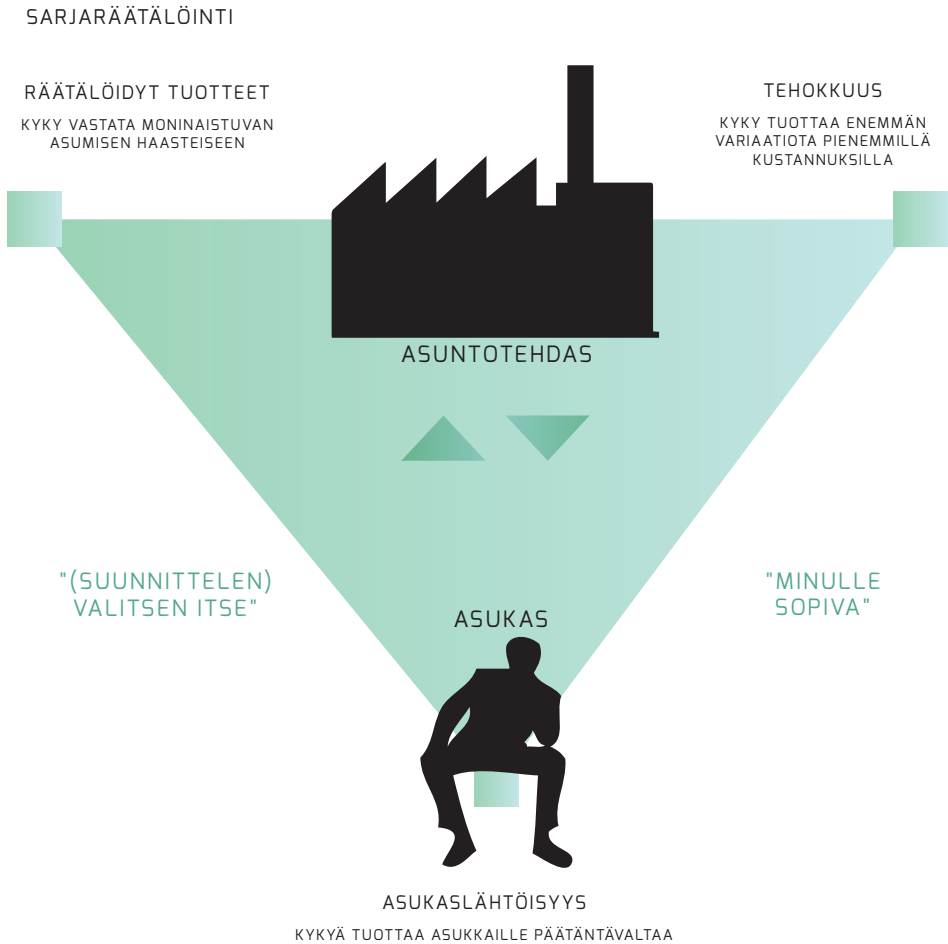 SARJARÄÄTÄLÖINTI
RÄÄTÄLÖIDYT TUOTTEET
KYKY VASTATA MONINAISTUVAN
ASUMISEN HAASTEISEEN
TEHOKKUUS
KYKY TUOTTAA ENEMMÄN
VARIAATIOTA PIENEMMILLÄ
KUSTANNUKSILLA
ASUNTOTEHDAS
"(SUUNNITTELEN)
VALITSEN ITSE"
"MINULLE
SOPIVA"
ASUKAS
ASUKASLÄHTÖISYYS
KYKYÄ TUOTTAA ASUKKAILLE PÄÄTÄNTÄVALTAA